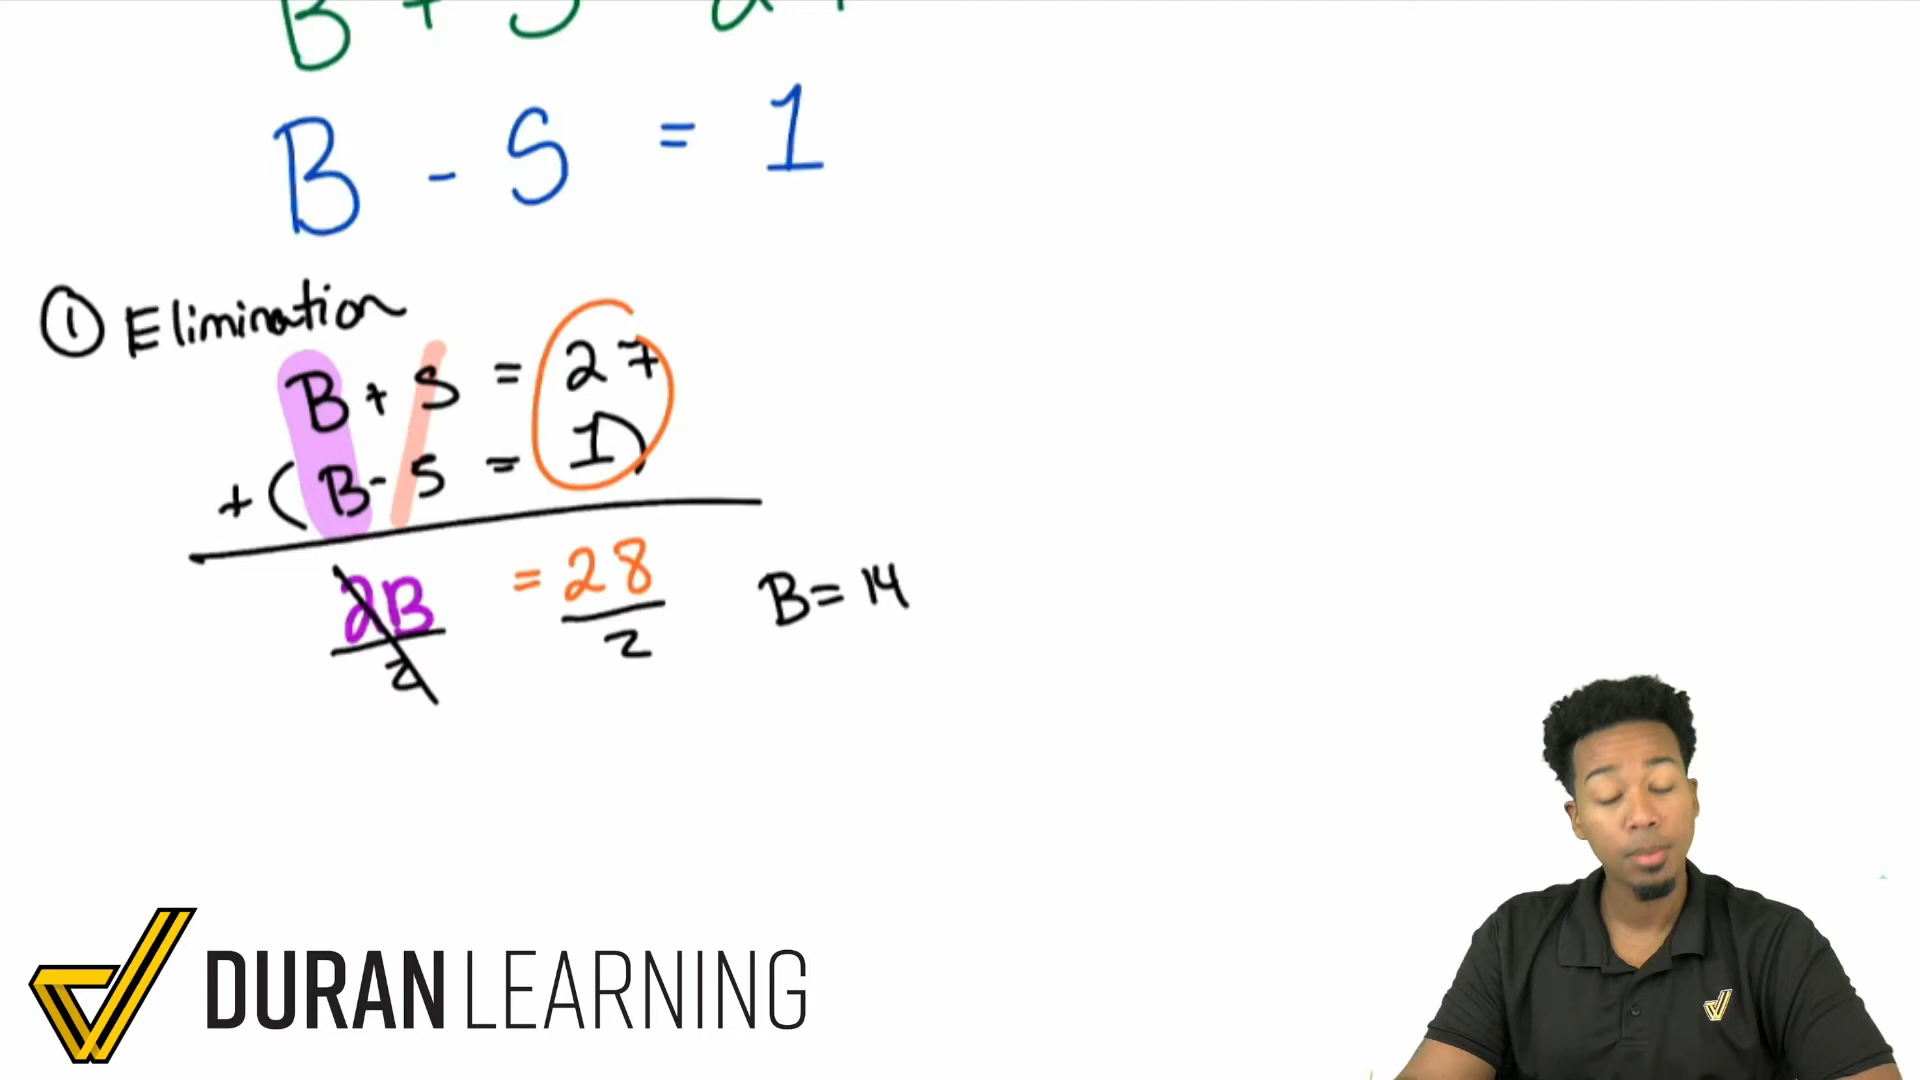 B + S
B - S = 1
① Elimination
B + S = 27
+ (B - S = 1)
2B = 28 B = 14
2 2
DURAN LEARNING